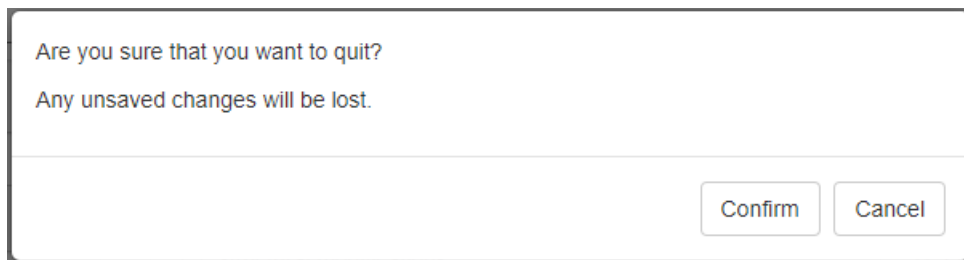 Are you sure that you want to quit?
Any unsaved changes will be lost.
Confirm Cancel